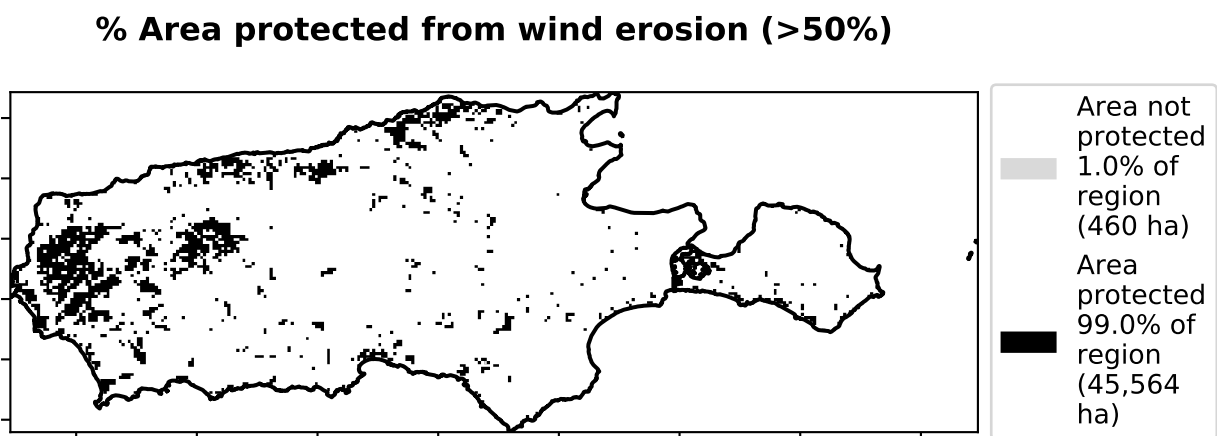 % Area protected from wind erosion (>50%)
Area not
protected
1.0% of
region
(460 ha)
Area
protected
99.0% of
region
(45,564
ha)